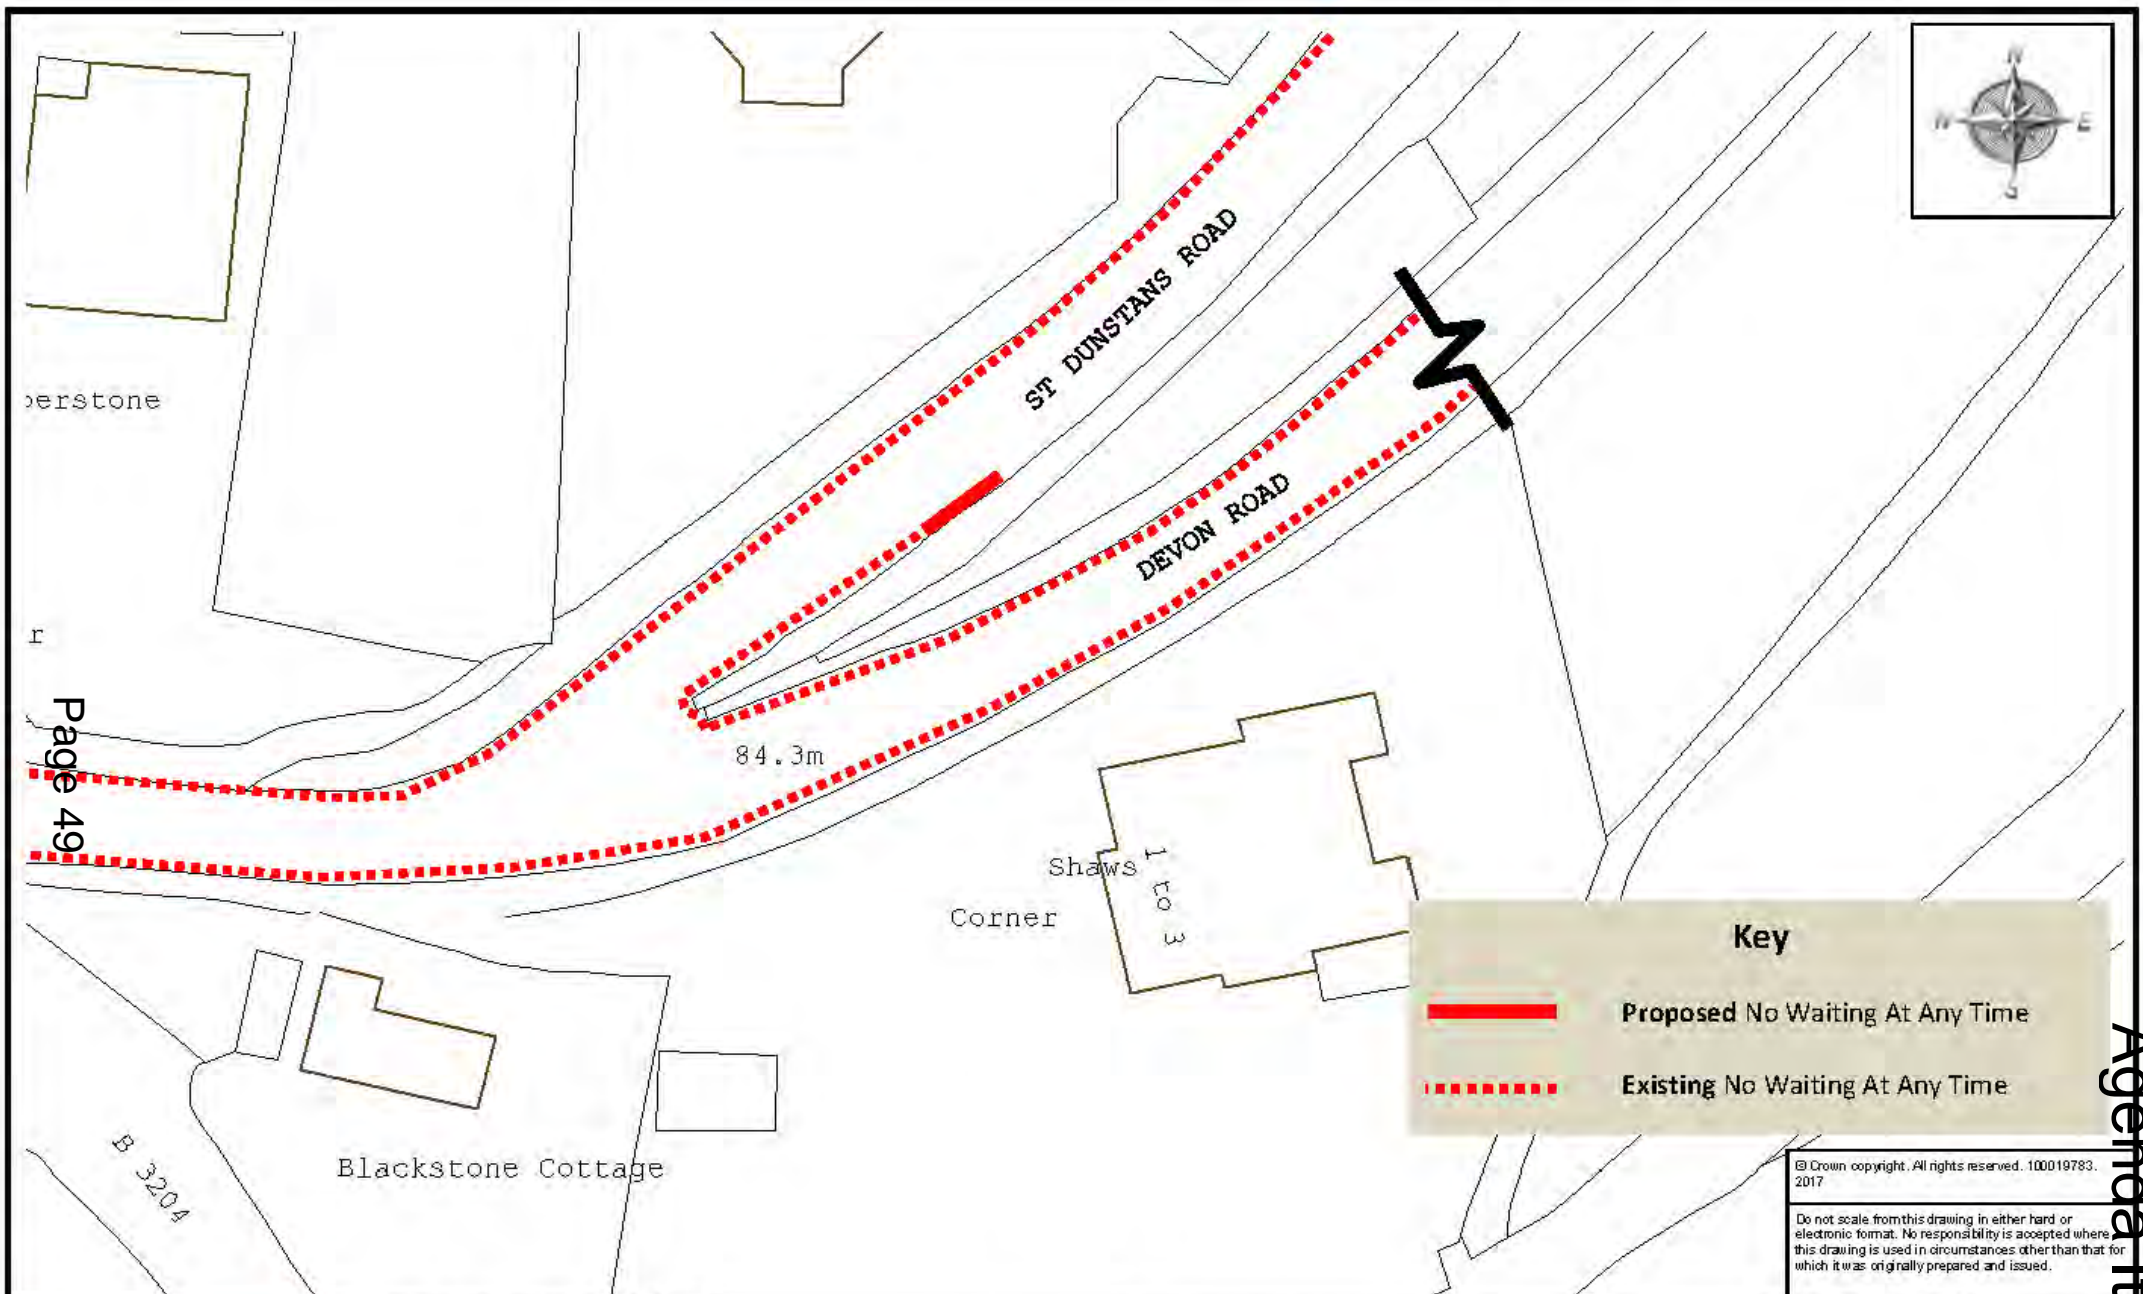 N
W E
S
ST DUNSTANS ROAD
perstone
DEVON ROAD
r
Page 49
84.3m
Shaws
Corner
1 to 3
Key
Proposed No Waiting At Any Time
Existing No Waiting At Any Time
Blackstone Cottage
B 3204
© Crown copyright. All rights reserved. 100019783.
2017
Do not scale from this drawing in either hard or
electronic format. No responsibility is accepted where
this drawing is used in circumstances other than that for
which it was originally prepared and issued.
Agenda It